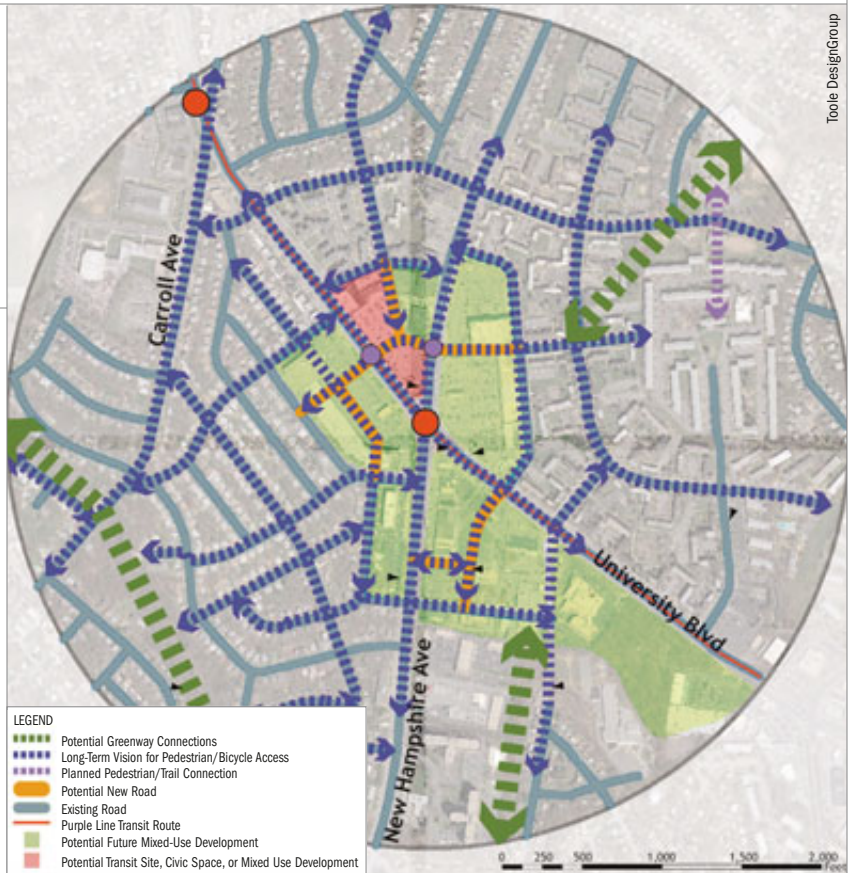 Toole DesignGroup
Carroll Ave
University Blvd
New Hampshire Ave
LEGEND
Potential Greenway Connections
Long-Term Vision for Pedestrian/Bicycle Access
Planned Pedestrian/Trail Connection
Potential New Road
Existing Road
Purple Line Transit Route
Potential Future Mixed-Use Development
Potential Transit Site, Civic Space, or Mixed Use Development
0 250 500 1,000 1,500 2,000
Feet